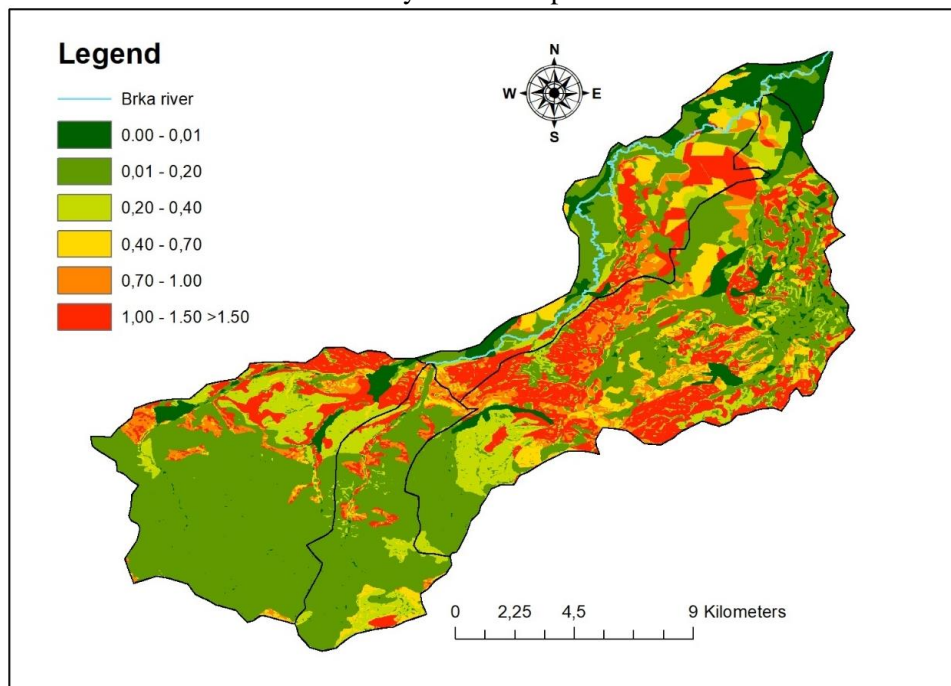 Legend
Brka river
0.00 - 0,01
0,01 - 0,20
0,20 - 0,40
0,40 - 0,70
0,70 - 1.00
1,00 - 1.50 >1.50
N
W E
S
0 2,25 4,5 9 Kilometers